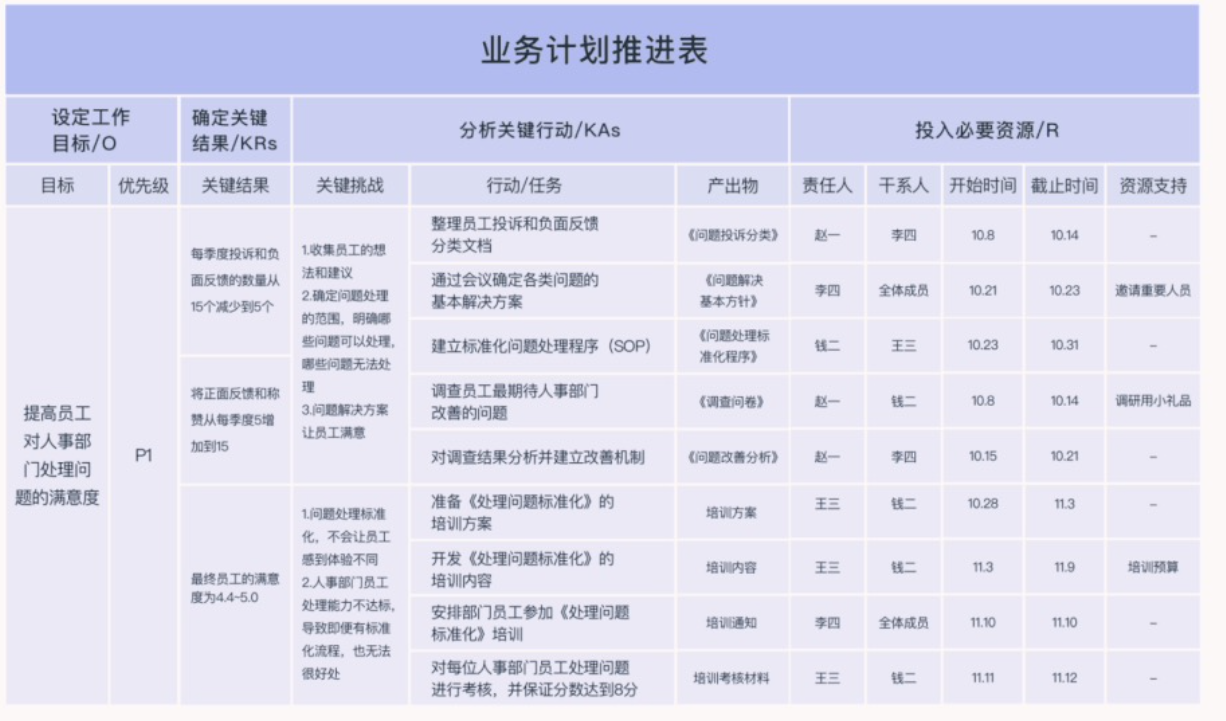 业务计划推进表
设定工作
目标/O
确定关键
结果/KRs
分析关键行动/KAs
投入必要资源/R
目标
优先级
关键结果
关键挑战
行动/任务
产出物
责任人
干系人
开始时间
截止时间
资源支持
提高员工
对人事部
门处理问
题的满意度
P1
每季度投诉和负
面反馈的数量从
15个减少到5个
将正面反馈和称
赞从每季度5增
加到15
最终员工的满意
度为4.4~5.0
1.收集员工的想
法和建议
2.确定问题处理
的范围，明确哪
些问题可以处理，
哪些问题无法处
理
3.问题解决方案
让员工满意
1.问题处理标准
化，不会让员工
感到体验不同
2.人事部门员工
处理能力不达标，
导致即便有标准
化流程，也无法
很好处
整理员工投诉和负面反馈
分类文档
《问题投诉分类》
赵一
李四
10.8
10.14
–
通过会议确定各类问题的
基本解决方案
《问题解决
基本方针》
李四
全体成员
10.21
10.23
邀请重要人员
建立标准化问题处理程序（SOP）
《问题处理标
准化程序》
钱二
王三
10.23
10.31
–
调查员工最期待人事部门
改善的问题
《调查问卷》
赵一
钱二
10.8
10.14
调研用小礼品
对调查结果分析并建立改善机制
《问题改善分析》
赵一
李四
10.15
10.21
–
准备《处理问题标准化》的
培训方案
培训方案
王三
钱二
10.28
11.3
–
开发《处理问题标准化》的
培训内容
培训内容
王三
钱二
11.3
11.9
培训预算
安排部门员工参加《处理问题
标准化》培训
培训通知
李四
全体成员
11.10
11.10
–
对每位人事部门员工处理问题
进行考核，并保证分数达到8分
培训考核材料
王三
钱二
11.11
11.12
–